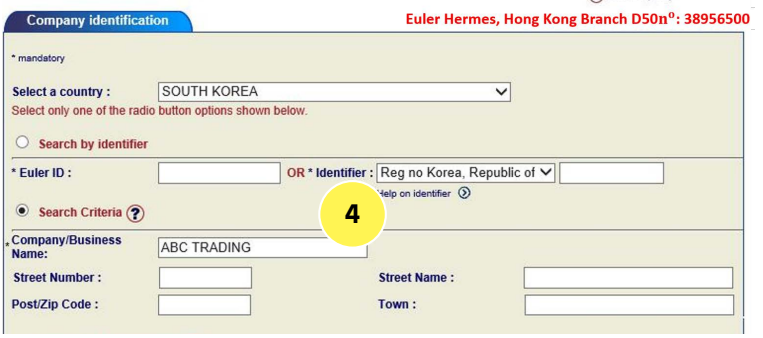 Company identification
Euler Hermes, Hong Kong Branch D50nº: 38956500
* mandatory
Select a country : SOUTH KOREA
Select only one of the radio button options shown below.
Search by identifier
* Euler ID : OR * Identifier : Reg no Korea, Republic of
Help on identifier
Search Criteria ?
4
* Company/Business
Name: ABC TRADING
Street Number : Street Name :
Post/Zip Code : Town :